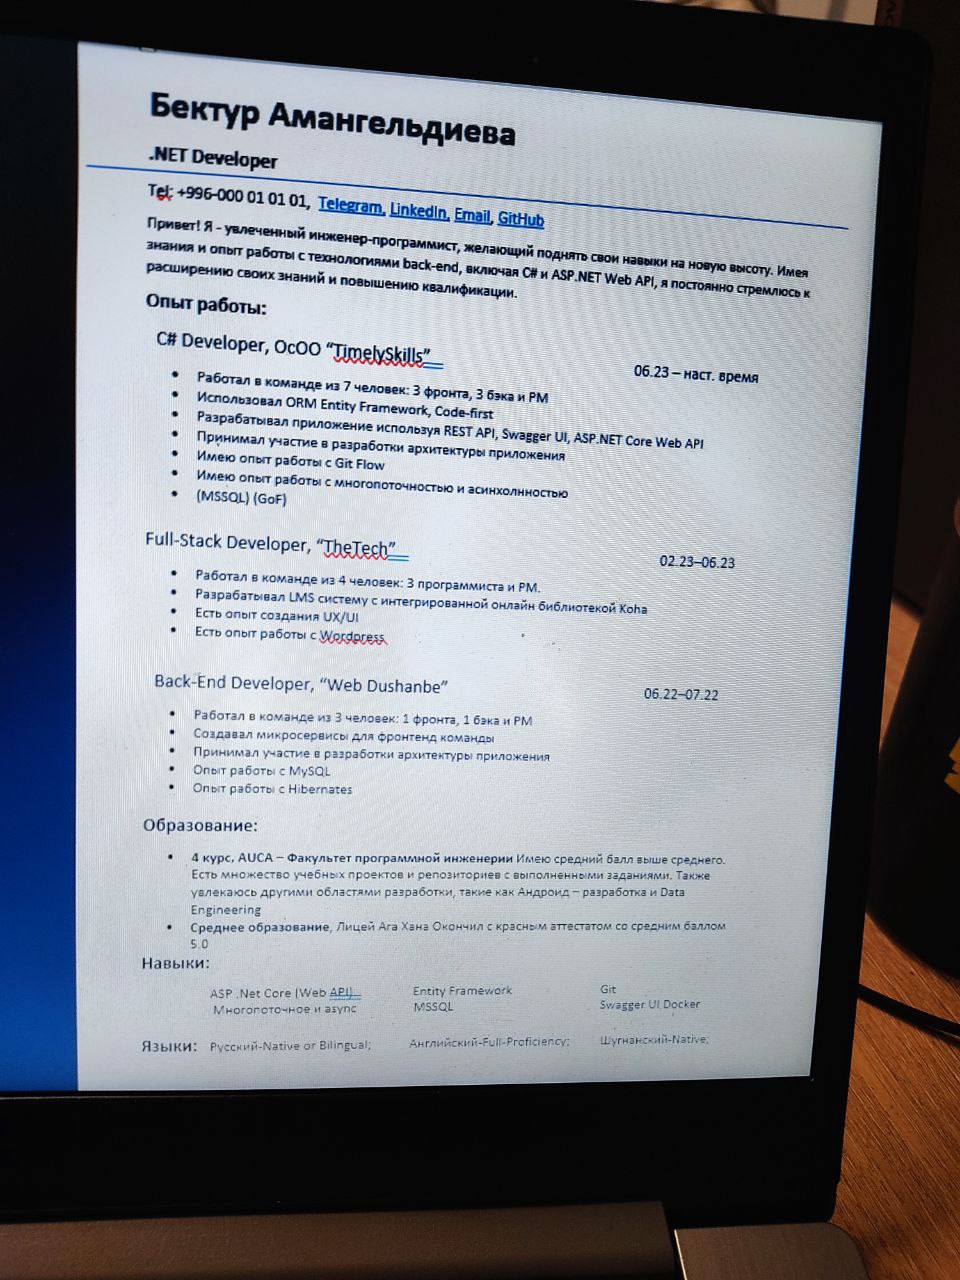 Бектур Амангельдиева
.NET Developer
Tel: +996-000 01 01 01, Telegram, LinkedIn, Email, GitHub
Привет! Я - увлеченный инженер-программист, желающий поднять свои навыки на новую высоту. Имея
знания и опыт работы с технологиями back-end, включая C# и ASP.NET Web API, я постоянно стремлюсь к
расширению своих знаний и повышению квалификации.
Опыт работы:
C# Developer, ОсОО “TimelySkills” 06.23 – наст. время
• Работал в команде из 7 человек: 3 фронта, 3 бэка и PM
• Использовал ORM Entity Framework, Code-first
• Разрабатывал приложение используя REST API, Swagger UI, ASP.NET Core Web API
• Принимал участие в разработки архитектуры приложения
• Имею опыт работы с Git Flow
• Имею опыт работы с многопоточностью и асинхолнностью
• (MSSQL) (GoF)
Full-Stack Developer, “TheTech” 02.23–06.23
• Работал в команде из 4 человек: 3 программиста и PM.
• Разрабатывал LMS систему с интегрированной онлайн библиотекой Koha
• Есть опыт создания UX/UI
• Есть опыт работы с Wordpress
Back-End Developer, “Web Dushanbe” 06.22–07.22
• Работал в команде из 3 человек: 1 фронта, 1 бэка и PM
• Создавал микросервисы для фронтенд команды
• Принимал участие в разработки архитектуры приложения
• Опыт работы с MySQL
• Опыт работы с Hibernates
Образование:
• 4 курс, AUCA – Факультет программной инженерии Имею средний балл выше среднего.
Есть множество учебных проектов и репозиториев с выполненными заданиями. Также
увлекаюсь другими областями разработки, такие как Андроид – разработка и Data
Engineering
• Среднее образование, Лицей Ага Хана Окончил с красным аттестатом со средним баллом
5.0
Навыки:
ASP .Net Core (Web API) Entity Framework Git
Многопоточное и async MSSQL Swagger UI Docker
Языки: Русский-Native or Bilingual; Английский-Full-Proficiency; Шугнанский-Native;